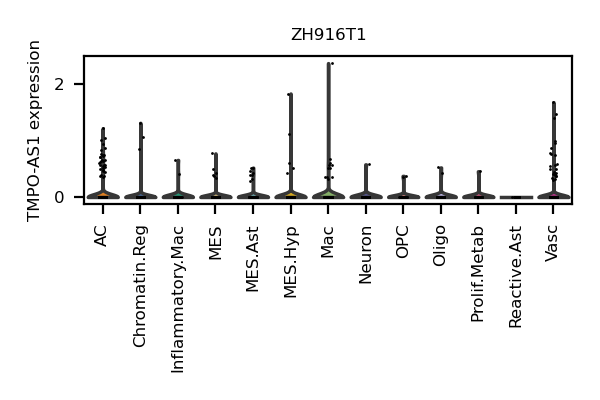 ZH916T1
TMPO-AS1 expression
2
0
AC
Chromatin.Reg
Inflammatory.Mac
MES
MES.Ast
MES.Hyp
Mac
Neuron
OPC
Oligo
Prolif.Metab
Reactive.Ast
Vasc